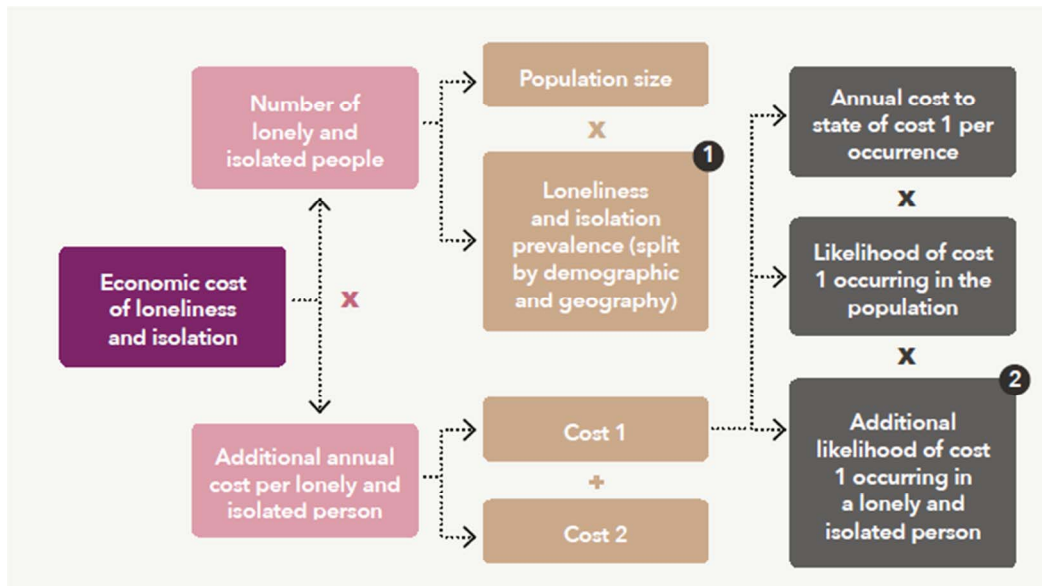 Economic cost
of loneliness
and isolation
x
Number of
lonely and
isolated people
Additional annual
cost per lonely and
isolated person
Population size
x
1
Loneliness
and isolation
prevalence (split
by demographic
and geography)
Cost 1
+
Cost 2
Annual cost to
state of cost 1 per
occurrence
x
Likelihood of cost
1 occurring in the
population
x
2
Additional
likelihood of cost
1 occurring in
a lonely and
isolated person